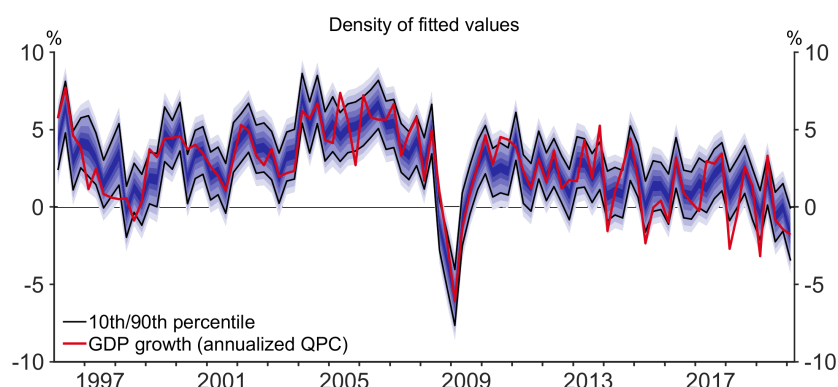 Density of fitted values
% %
10 10
5 5
0 0
-5 -5
10th/90th percentile
GDP growth (annualized QPC)
-10 -10
1997 2001 2005 2009 2013 2017